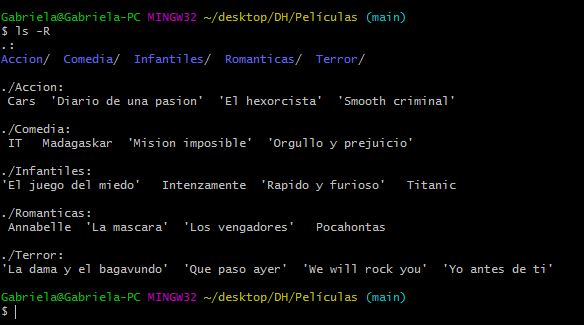 Gabriela@Gabriela-PC MINGW32 ~/desktop/DH/Películas (main)
$ ls -R
.:
Accion/  Comedia/  Infantiles/  Romanticas/  Terror/

./Accion:
 Cars  'Diario de una pasion'  'El hexorcista'  'Smooth criminal'

./Comedia:
 IT   Madagaskar  'Mision imposible'  'Orgullo y prejuicio'

./Infantiles:
'El juego del miedo'   Intenzamente  'Rapido y furioso'   Titanic

./Romanticas:
 Annabelle  'La mascara'  'Los vengadores'   Pocahontas

./Terror:
'La dama y el bagavundo'  'Que paso ayer'  'We will rock you'  'Yo antes de ti'

Gabriela@Gabriela-PC MINGW32 ~/desktop/DH/Películas (main)
$